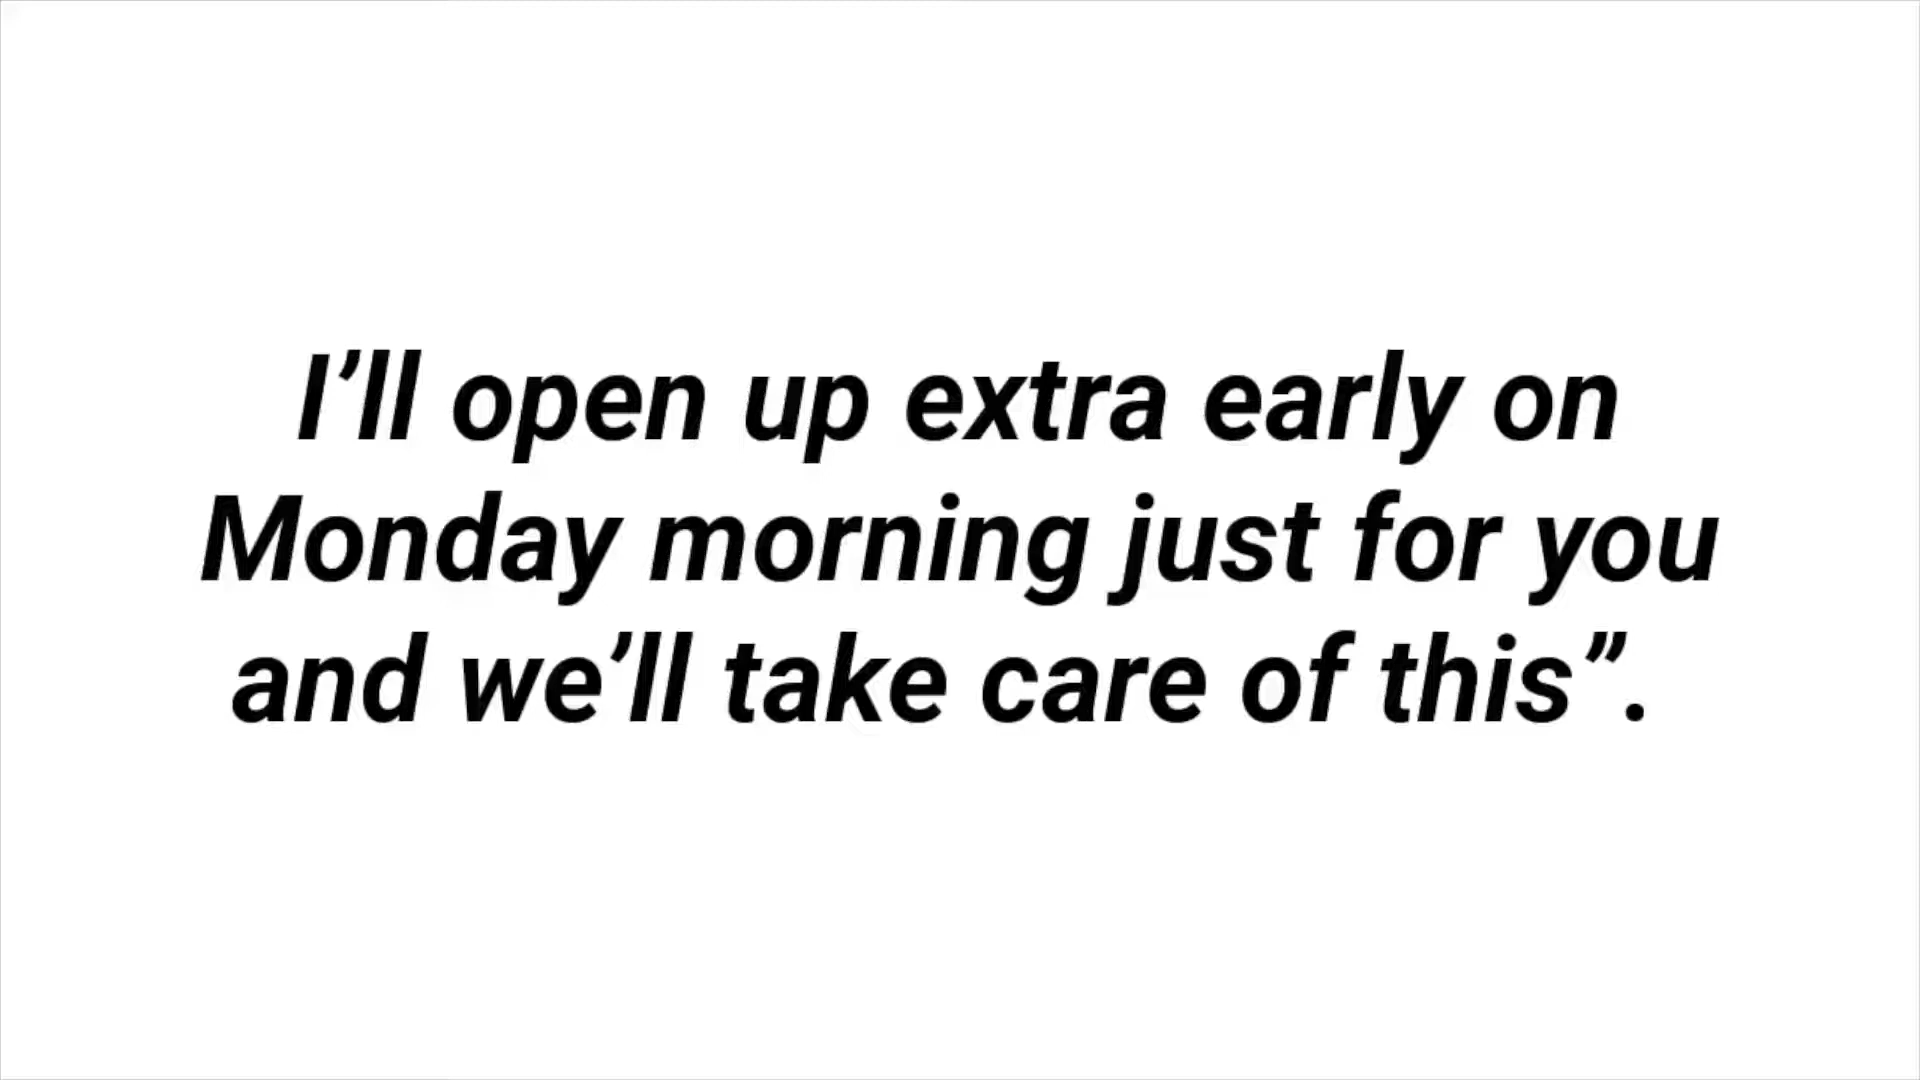 I’ll open up extra early on
Monday morning just for you
and we’ll take care of this”.